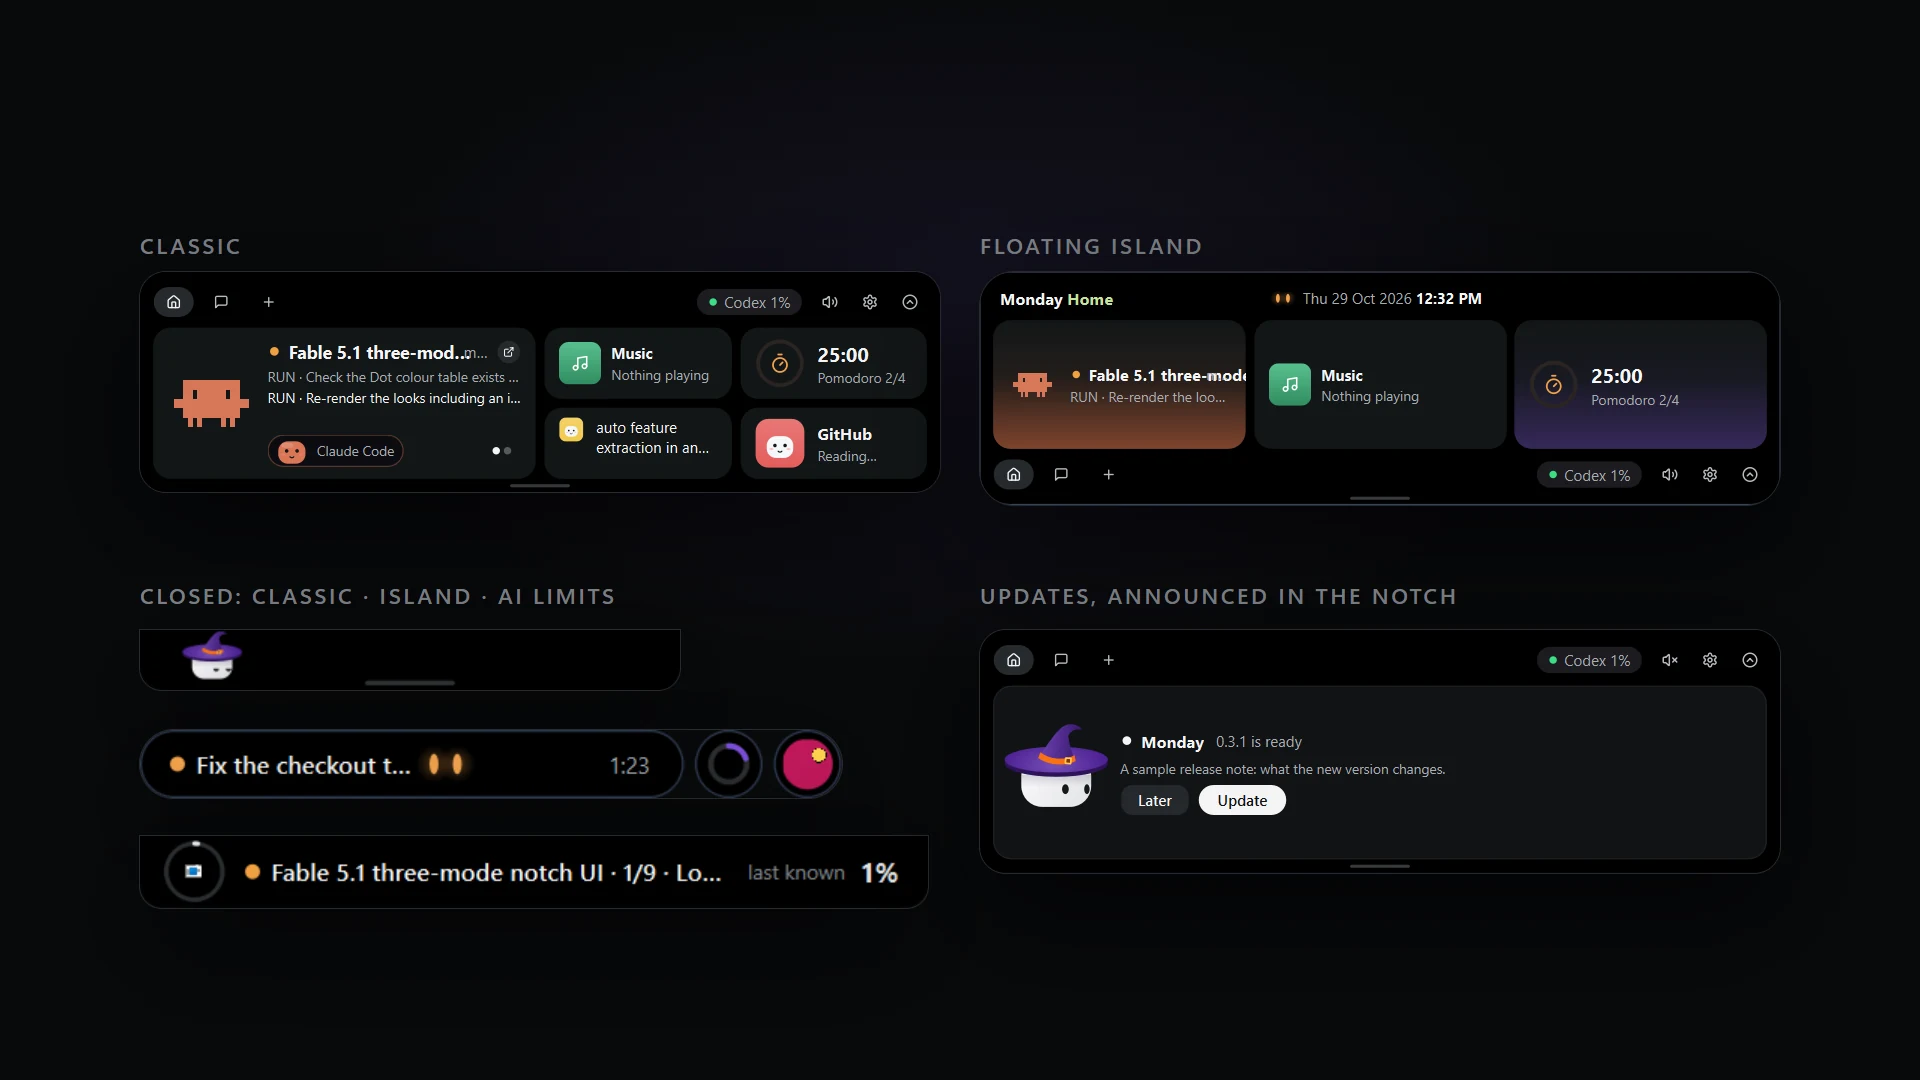 CLASSIC
Codex 1%
Fable 5.1 three-mod... m...
RUN · Check the Dot colour table exists ...
RUN · Re-render the looks including an i...
Claude Code
Music
Nothing playing
25:00
Pomodoro 2/4
auto feature
extraction in an...
GitHub
Reading...
FLOATING ISLAND
Monday Home
Thu 29 Oct 2026 12:32 PM
Fable 5.1 three-mode
RUN · Re-render the loo...
Music
Nothing playing
25:00
Pomodoro 2/4
Codex 1%
CLOSED: CLASSIC · ISLAND · AI LIMITS
Fix the checkout t...
1:23
Fable 5.1 three-mode notch UI · 1/9 · Lo...
last known 1%
UPDATES, ANNOUNCED IN THE NOTCH
Codex 1%
Monday 0.3.1 is ready
A sample release note: what the new version changes.
Later
Update